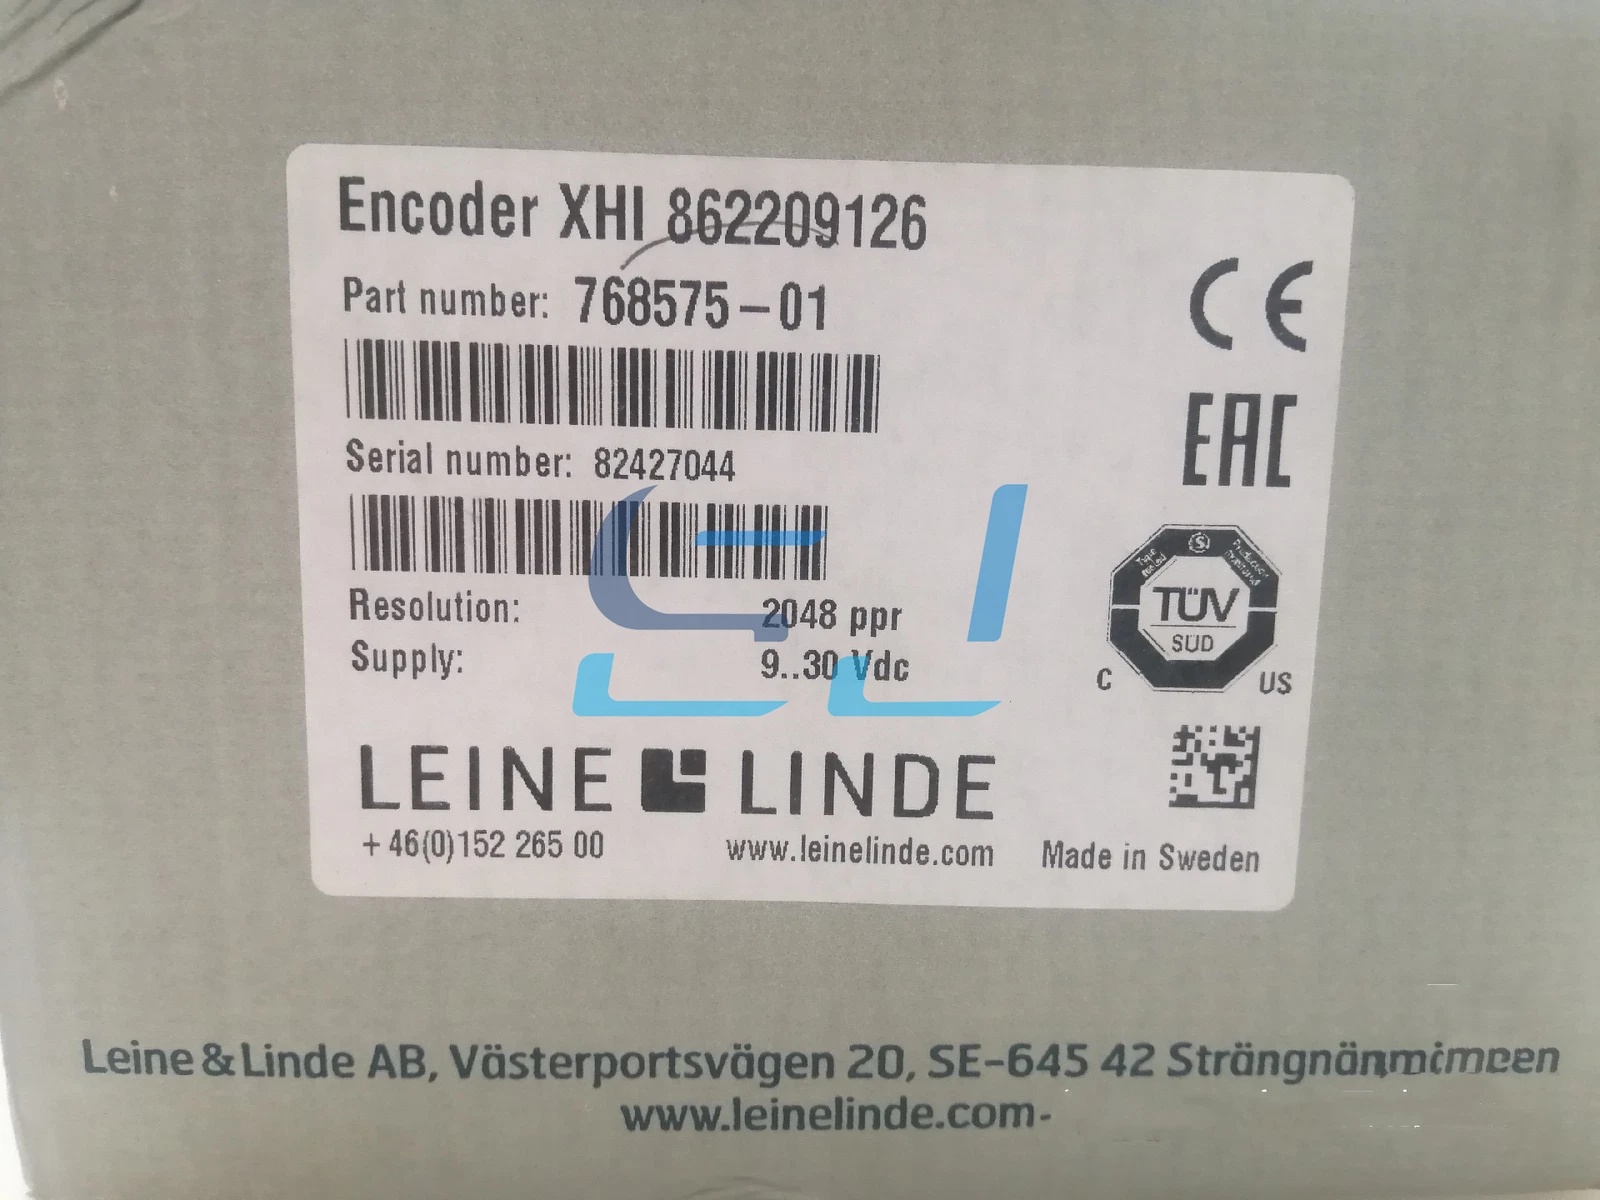 Encoder XHI 862209126
Part number: 768575-01
Serial number: 82427044
Resolution: 2048 ppr
Supply: 9..30 Vdc
CE
EAC
TÜV
SÜD
C US
LEINE LINDE
+46(0)152 265 00 www.leinelinde.com Made in Sweden
Leine & Linde AB, Västerportsvägen 20, SE-645 42
www.leinelinde.com